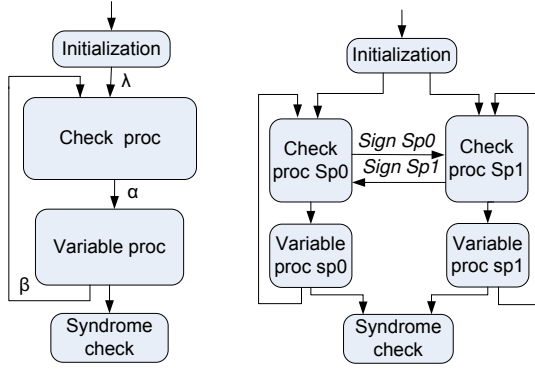 Initialization
λ
Check proc
α
Variable proc
β
Syndrome
check
Initialization
Check
proc Sp0
Sign Sp0
Sign Sp1
Check
proc Sp1
Variable
proc sp0
Variable
proc sp1
Syndrome
check